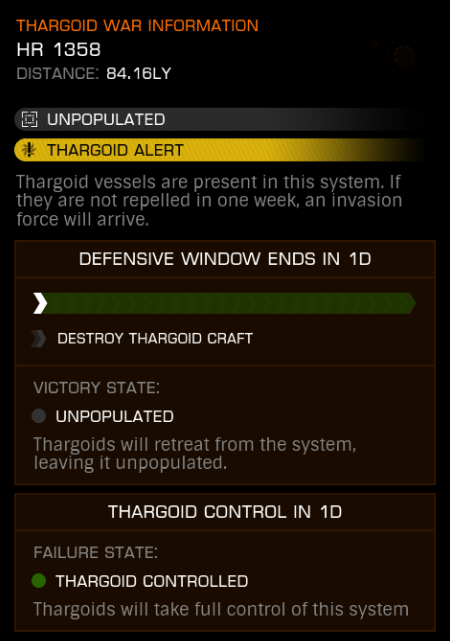 THARGOID WAR INFORMATION
HR 1358
DISTANCE: 84.16LY
UNPOPULATED
THARGOID ALERT
Thargoid vessels are present in this system. If
they are not repelled in one week, an invasion
force will arrive.
DEFENSIVE WINDOW ENDS IN 1D
DESTROY THARGOID CRAFT
VICTORY STATE:
UNPOPULATED
Thargoids will retreat from the system,
leaving it unpopulated.
THARGOID CONTROL IN 1D
FAILURE STATE:
THARGOID CONTROLLED
Thargoids will take full control of this system